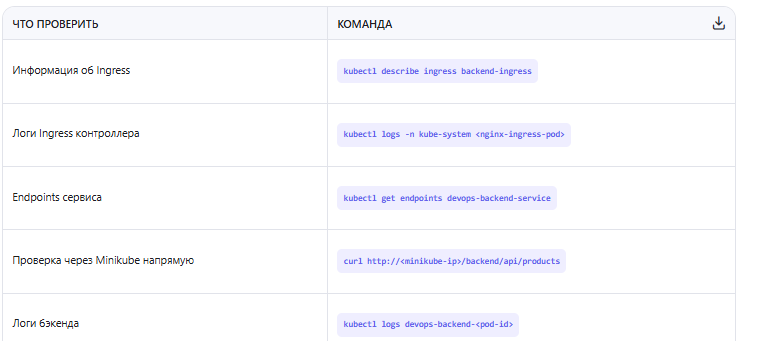 ЧТО ПРОВЕРИТЬ КОМАНДА
Информация об Ingress kubectl describe ingress backend-ingress
Логи Ingress контроллера kubectl logs -n kube-system <nginx-ingress-pod>
Endpoints сервиса kubectl get endpoints devops-backend-service
Проверка через Minikube напрямую curl http://<minikube-ip>/backend/api/products
Логи бэкенда kubectl logs devops-backend-<pod-id>